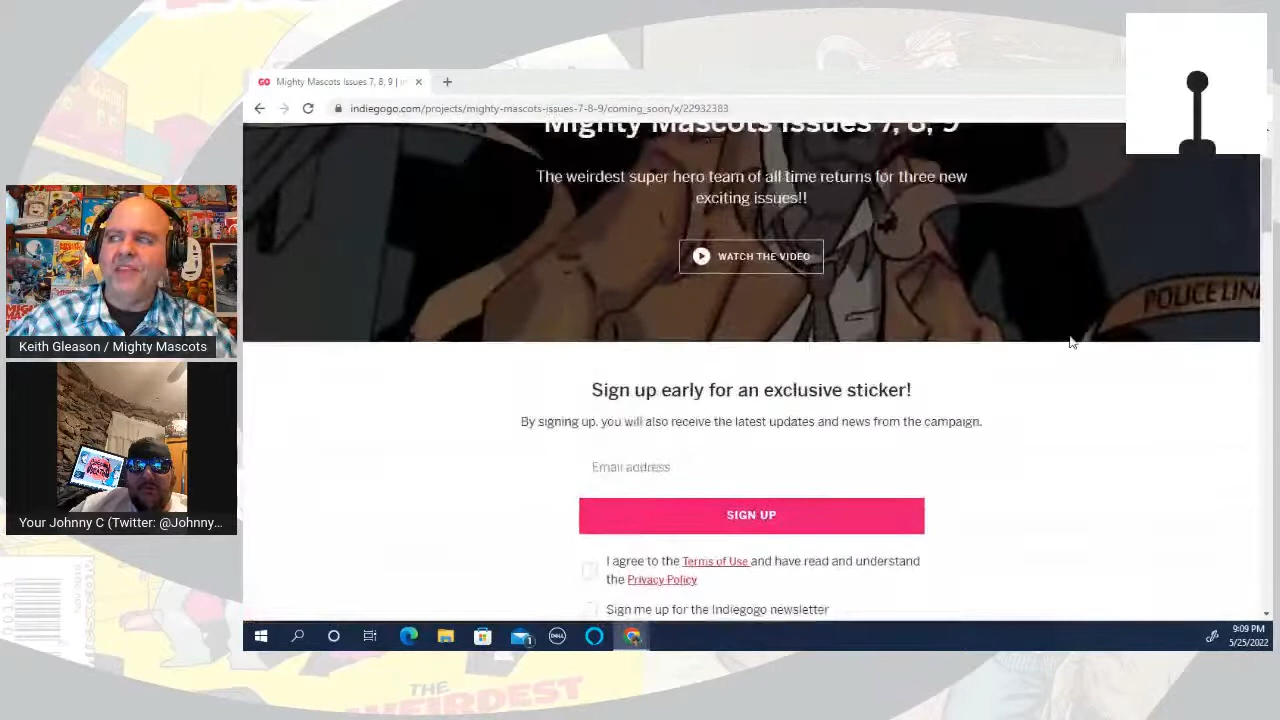 Mighty Mascots Issues 7, 8, 9 | In
indiegogo.com/projects/mighty-mascots-issues-7-8-9/coming_soon/x/22932383
Mighty Mascots Issues 7, 8, 9
The weirdest super hero team of all time returns for three new
exciting issues!!
WATCH THE VIDEO
POLICE LIN
Keith Gleason / Mighty Mascots
Your Johnny C (Twitter: @Johnny...
Sign up early for an exclusive sticker!
By signing up, you will also receive the latest updates and news from the campaign.
Email address
SIGN UP
I agree to the Terms of Use and have read and understand
the Privacy Policy
Sign me up for the Indiegogo newsletter
DELL
1
9:09 PM
5/25/2022
00121
THE
WEIRDEST